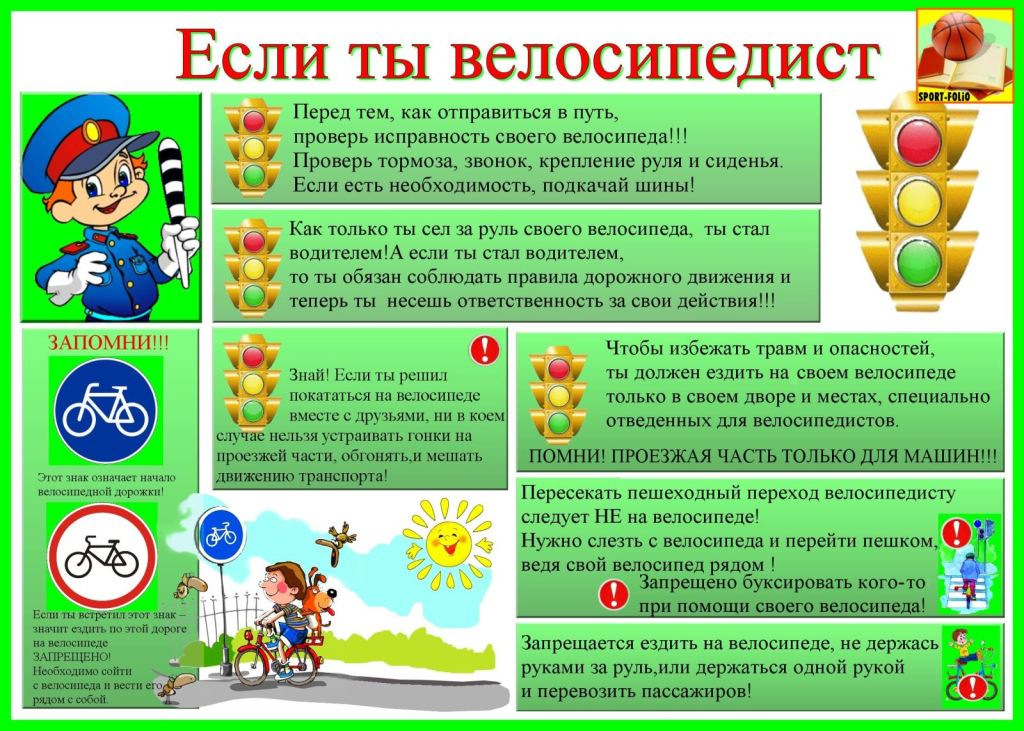 Если ты велосипедист
SPORT-FOLiO
Перед тем, как отправиться в путь,
проверь исправность своего велосипеда!!!
Проверь тормоза, звонок, крепление руля и сиденья.
Если есть необходимость, подкачай шины!
Как только ты сел за руль своего велосипеда, ты стал
водителем!А если ты стал водителем,
то ты обязан соблюдать правила дорожного движения и
теперь ты несешь ответственность за свои действия!!!
ЗАПОМНИ!!!
Этот знак означает начало
велосипедной дорожки!
Если ты встретил этот знак –
значит ездить по этой дороге
на велосипеде
ЗАПРЕЩЕНО!
Необходимо сойти
с велосипеда и вести его
рядом с собой.
Знай! Если ты решил
покататься на велосипеде
вместе с друзьями, ни в коем
случае нельзя устраивать гонки на
проезжей части, обгонять,и мешать
движению транспорта!
Чтобы избежать травм и опасностей,
ты должен ездить на своем велосипеде
только в своем дворе и местах, специально
отведенных для велосипедистов.
ПОМНИ! ПРОЕЗЖАЯ ЧАСТЬ ТОЛЬКО ДЛЯ МАШИН!!!
Пересекать пешеходный переход велосипедисту
следует НЕ на велосипеде!
Нужно слезть с велосипеда и перейти пешком,
ведя свой велосипед рядом !
Запрещено буксировать кого-то
при помощи своего велосипеда!
Запрещается ездить на велосипеде, не держась
руками за руль,или держаться одной рукой
и перевозить пассажиров!